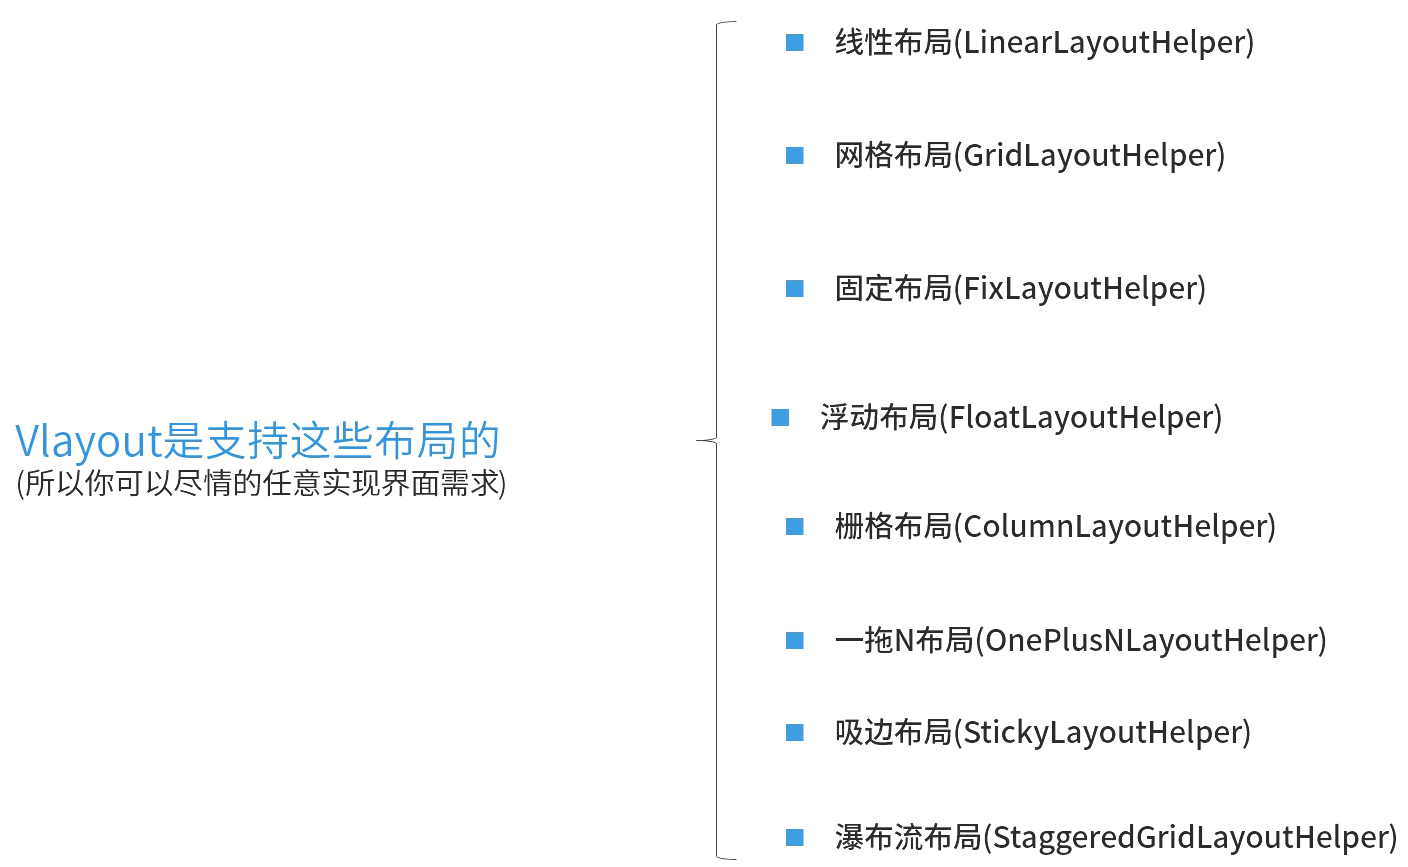 Vlayout是支持这些布局的
(所以你可以尽情的任意实现界面需求)
线性布局(LinearLayoutHelper)
网格布局(GridLayoutHelper)
固定布局(FixLayoutHelper)
浮动布局(FloatLayoutHelper)
栅格布局(ColumnLayoutHelper)
一拖N布局(OnePlusNLayoutHelper)
吸边布局(StickyLayoutHelper)
瀑布流布局(StaggeredGridLayoutHelper)